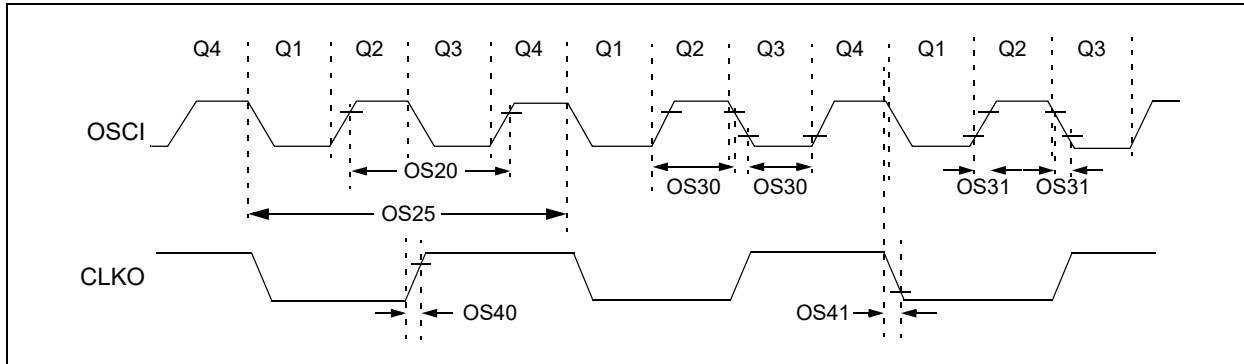 Q4 Q1 Q2 Q3 Q4 Q1 Q2 Q3 Q4 Q1 Q2 Q3
OSCI
OS20
OS30 OS30
OS31 OS31
OS25
CLKO
OS40
OS41